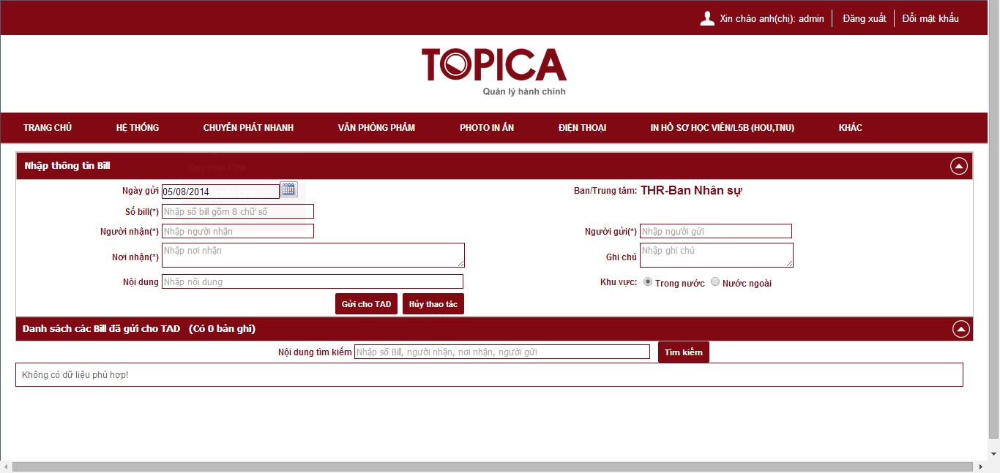 Xin chào anh(chị): admin Đăng xuất Đổi mật khẩu
TOPICA
Quản lý hành chính
TRANG CHỦ HỆ THỐNG CHUYỂN PHÁT NHANH VĂN PHÒNG PHẨM PHOTO IN ẤN ĐIỆN THOẠI IN HỒ SƠ HỌC VIÊN/L5B (HOU,TNU) KHÁC
Nhập thông tin Bill
Quy trình CPN
Ngày gửi 05/08/2014 Ban/Trung tâm: THR-Ban Nhân sự
Số bill(*) Nhập số bill gồm 8 chữ số
Người nhận(*) Nhập người nhận Người gửi(*) Nhập người gửi
Nơi nhận(*) Nhập nơi nhận Ghi chú Nhập ghi chú
Nội dung Nhập nội dung Khu vực: Trong nước Nước ngoài
Gửi cho TAD Hủy thao tác
Danh sách các Bill đã gửi cho TAD (Có 0 bản ghi)
Nội dung tìm kiếm Nhập số Bill, người nhận, nơi nhận, người gửi Tìm kiếm
Không có dữ liệu phù hợp!